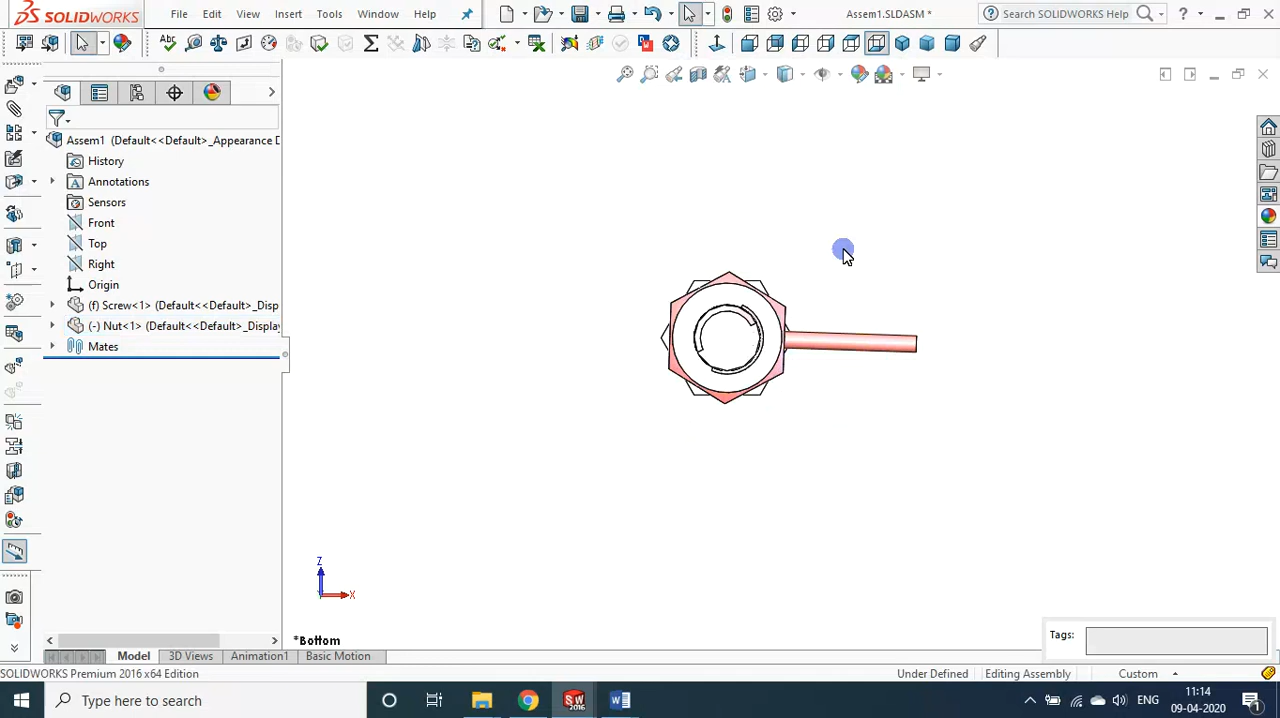 SOLIDWORKS File Edit View Insert Tools Window Help Assem1.SLDASM * Search SOLIDWORKS Help
Assem1 (Default<<Default>_Appearance D
History
Annotations
Sensors
Front
Top
Right
Origin
(f) Screw<1> (Default<<Default>_Disp
(-) Nut<1> (Default<<Default>_Displa
Mates
Z
X
*Bottom
Tags:
Model 3D Views Animation1 Basic Motion
SOLIDWORKS Premium 2016 x64 Edition Under Defined Editing Assembly Custom
Type here to search ENG 11:14
09-04-2020